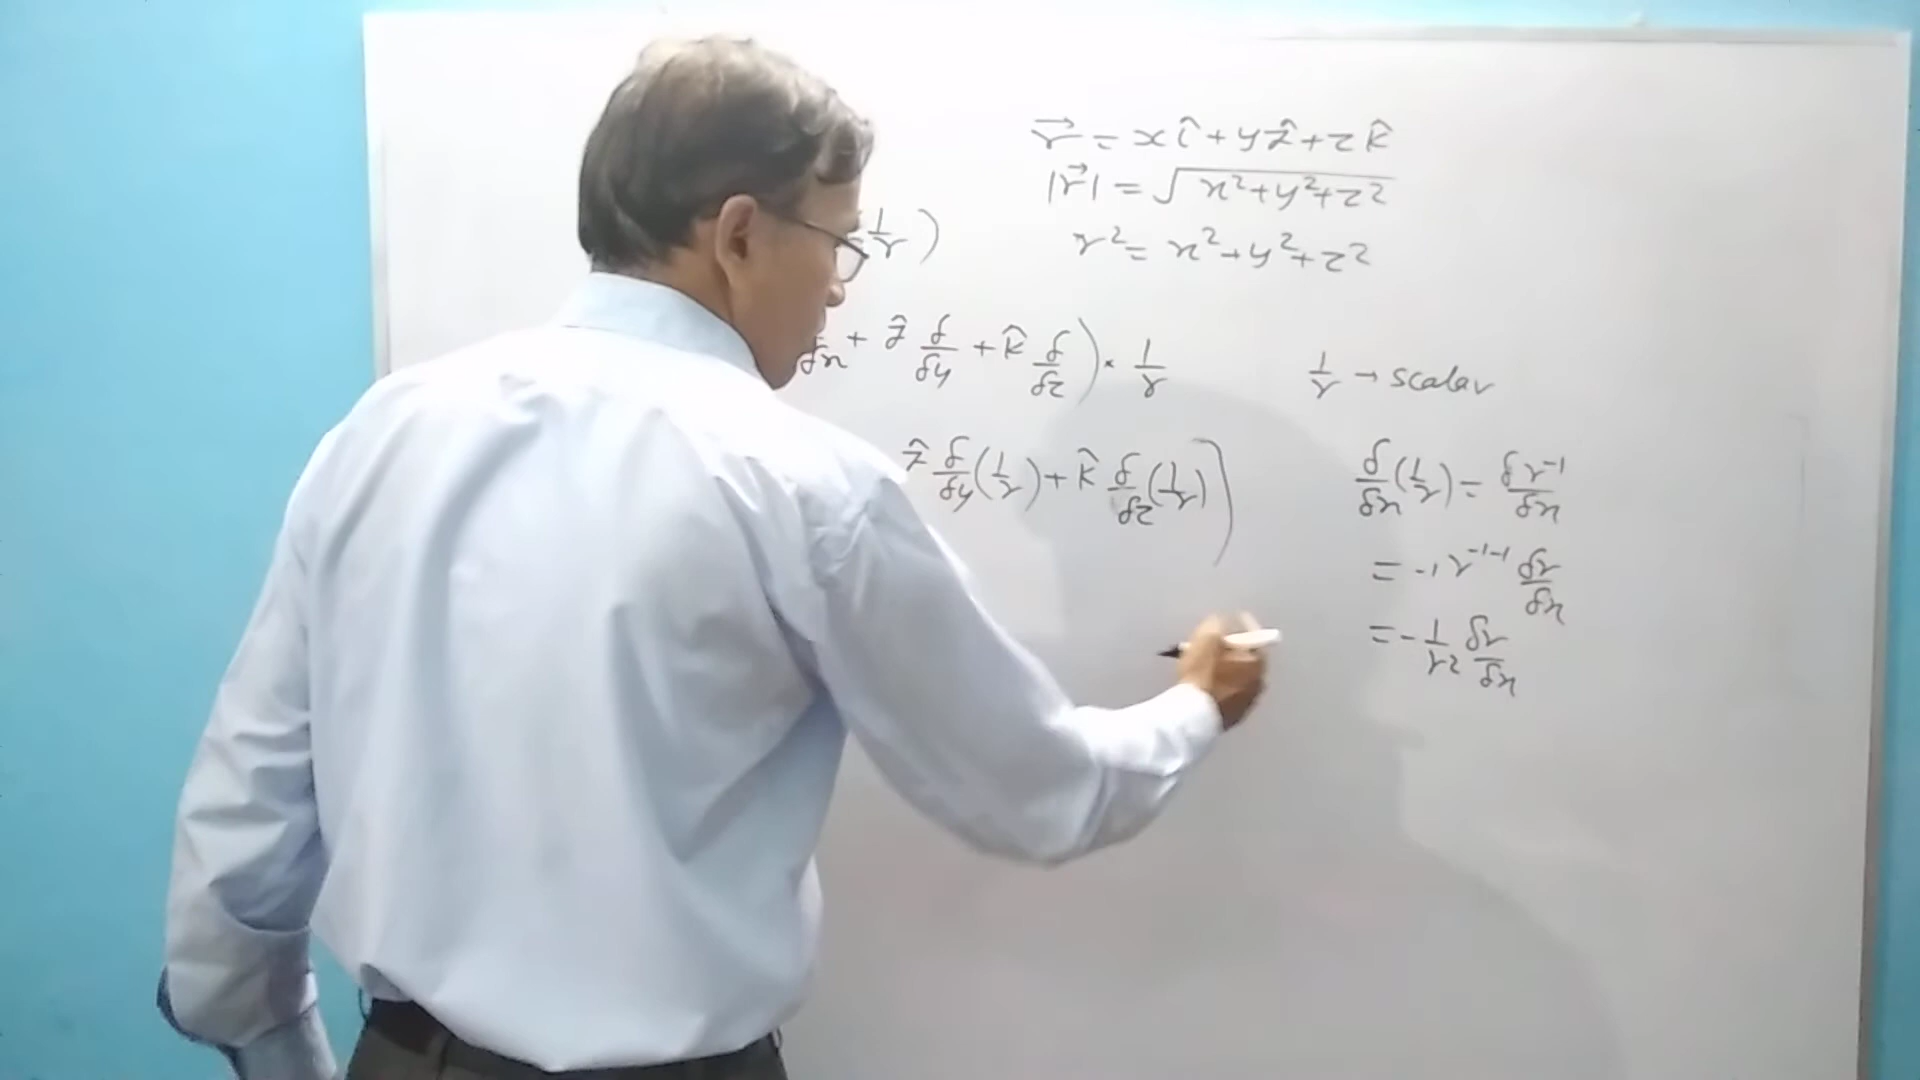 r⃗ = xî + yĵ + zk̂
|r⃗| = √(x²+y²+z²)
r² = x²+y²+z²
1/r )
δx + ĵ δ/δy + k̂ δ/δz ) · 1/r
1/r → scalar
ĵ δ/δy (1/r) + k̂ δ/δz (1/r) )
δ/δx (1/r) = δr⁻¹/δx
= -1 r⁻¹⁻¹ δr/δx
= - 1/r² δr/δx